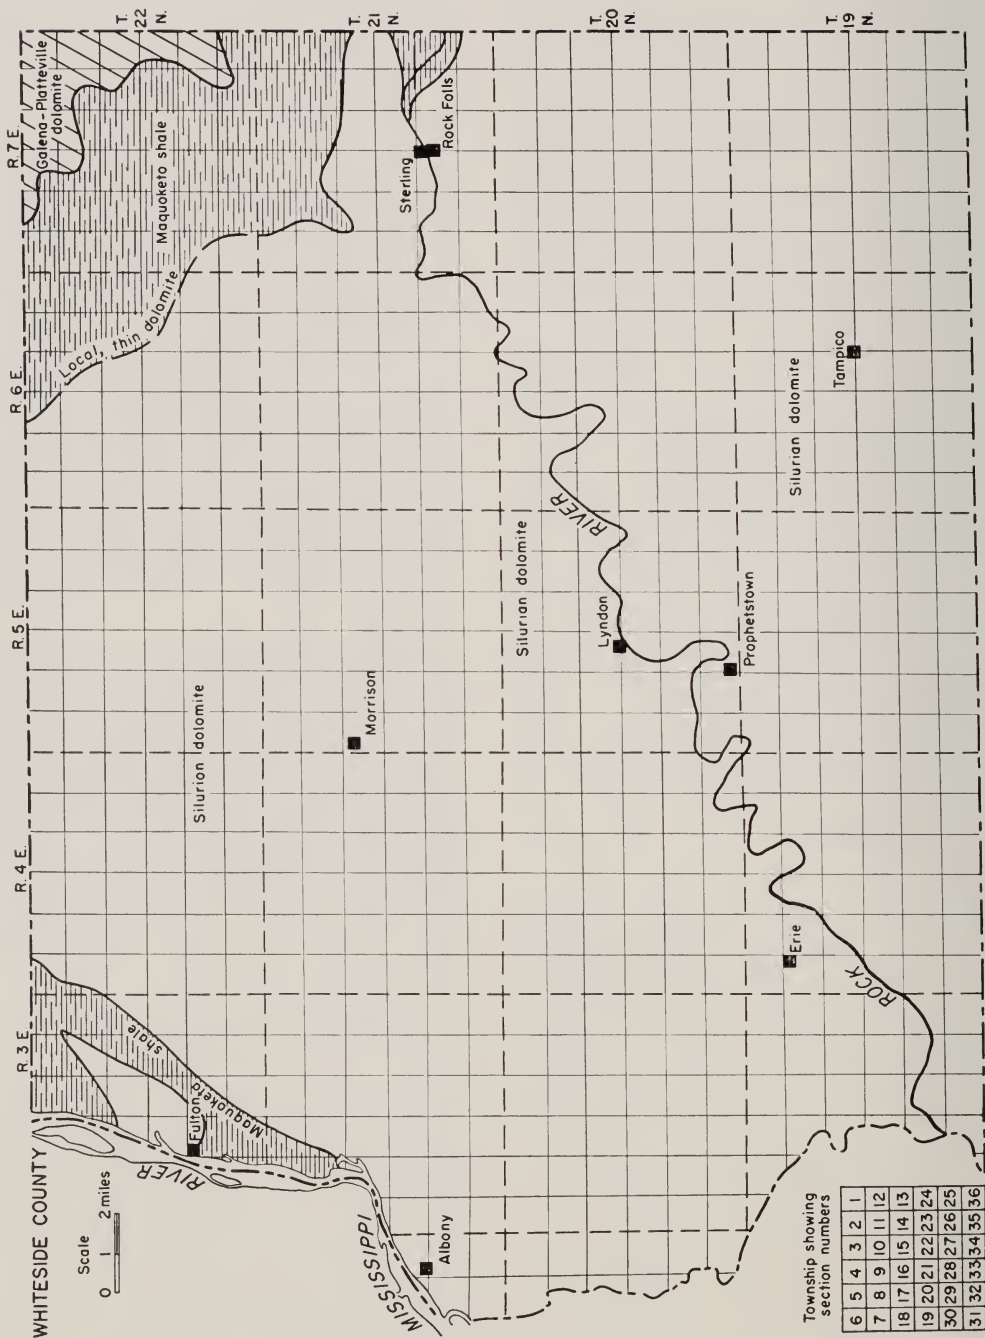 WHITESIDE COUNTY
Scale
0 1 2 miles
R. 3 E.
R. 4 E.
R. 5 E.
R. 6 E.
R. 7 E.
T.
22
N.
T.
21
N.
T.
20
N.
T.
19
N.
Galena-Platteville
dolomite
Maquoketo shale
Local, thin dolomite
Maquoketa shale
Silurian dolomite
Silurian dolomite
Silurian dolomite
MISSISSIPPI RIVER
ROCK RIVER
Fulton
Albony
Morrison
Sterling
Rock Folls
Lyndon
Prophetstown
Erie
Tampico
Township showing
section numbers
6 5 4 3 2 1
7 8 9 10 11 12
18 17 16 15 14 13
19 20 21 22 23 24
30 29 28 27 26 25
31 32 33 34 35 36